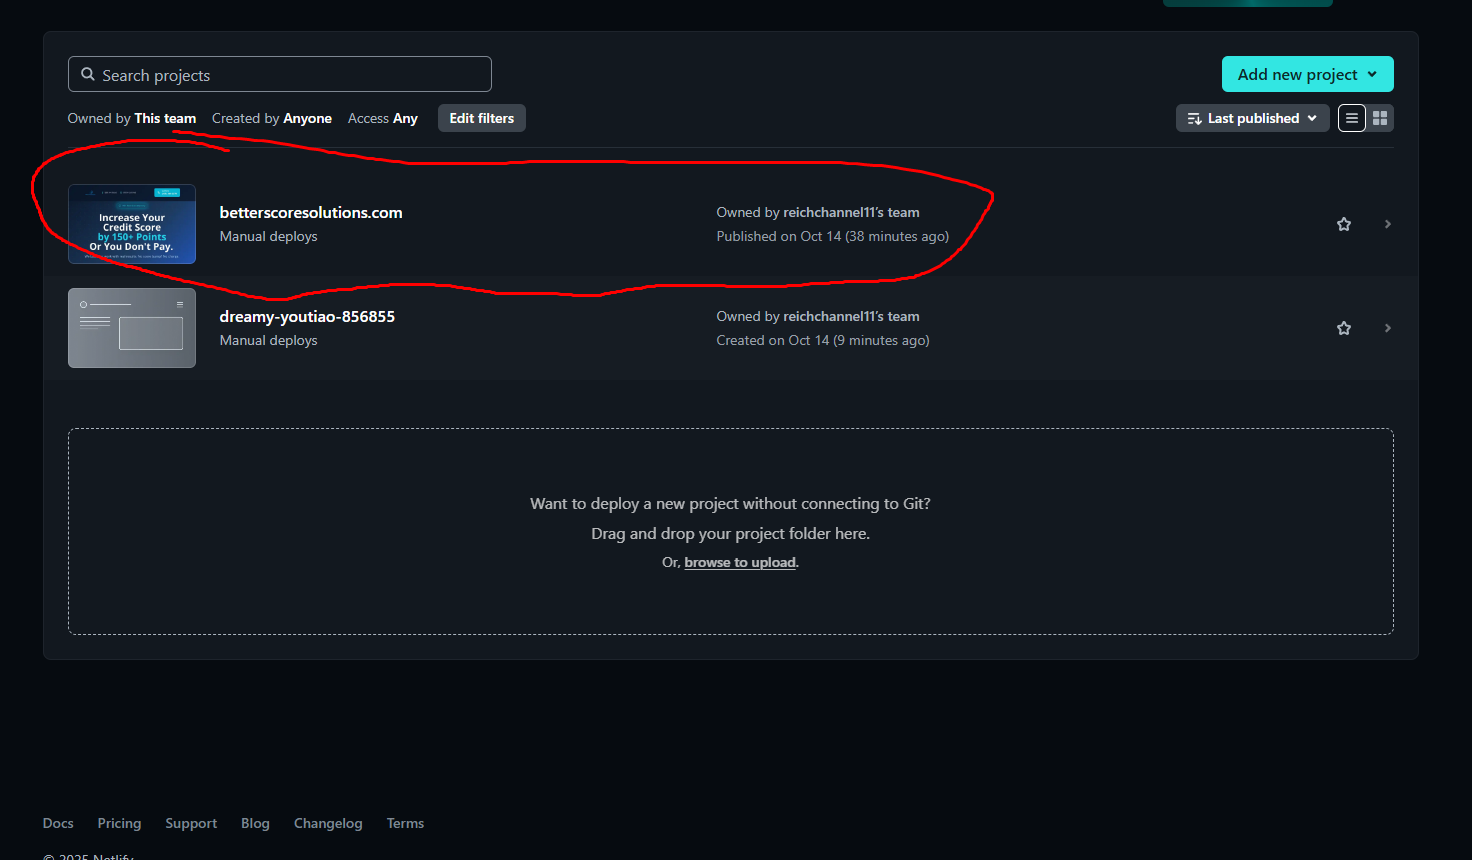 Search projects
Add new project
Owned by This team Created by Anyone Access Any Edit filters
Last published
Increase Your
Credit Score
by 150+ Points
Or You Don't Pay.
betterscoresolutions.com
Manual deploys
Owned by reichchannel11's team
Published on Oct 14 (38 minutes ago)
dreamy-youtiao-856855
Manual deploys
Owned by reichchannel11's team
Created on Oct 14 (9 minutes ago)
Want to deploy a new project without connecting to Git?
Drag and drop your project folder here.
Or, browse to upload.
Docs Pricing Support Blog Changelog Terms
© 2025 Netlify